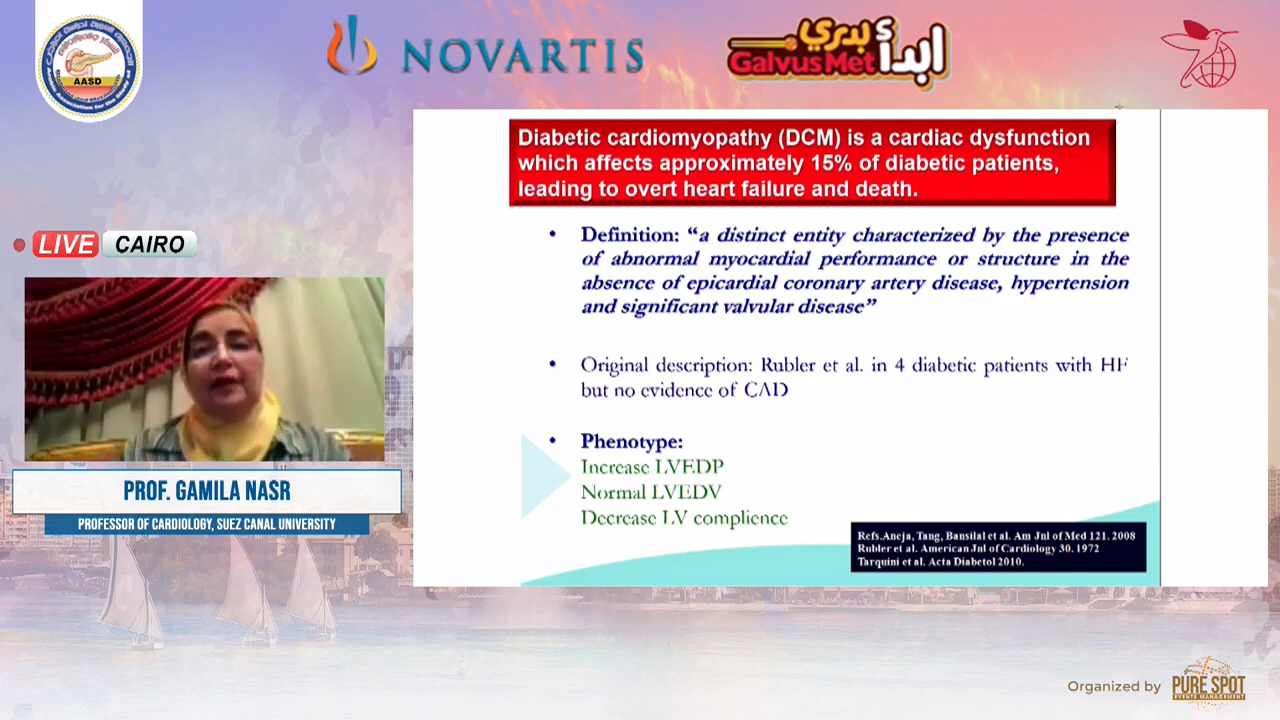 AASD
NOVARTIS
ابدأ بدري
GalvusMet
Diabetic cardiomyopathy (DCM) is a cardiac dysfunction
which affects approximately 15% of diabetic patients,
leading to overt heart failure and death.
LIVE CAIRO
• Definition: “a distinct entity characterized by the presence
of abnormal myocardial performance or structure in the
absence of epicardial coronary artery disease, hypertension
and significant valvular disease”
• Original description: Rubler et al. in 4 diabetic patients with HF
but no evidence of CAD
• Phenotype:
Increase LVEDP
Normal LVEDV
Decrease LV complience
Refs.Aneja, Tang, Bansilal et al. Am Jnl of Med 121. 2008
Rubler et al. American Jnl of Cardiology 30. 1972
Tarquini et al. Acta Diabetol 2010.
PROF. GAMILA NASR
PROFESSOR OF CARDIOLOGY, SUEZ CANAL UNIVERSITY
Organized by PURE SPOT
EVENTS MANAGEMENT